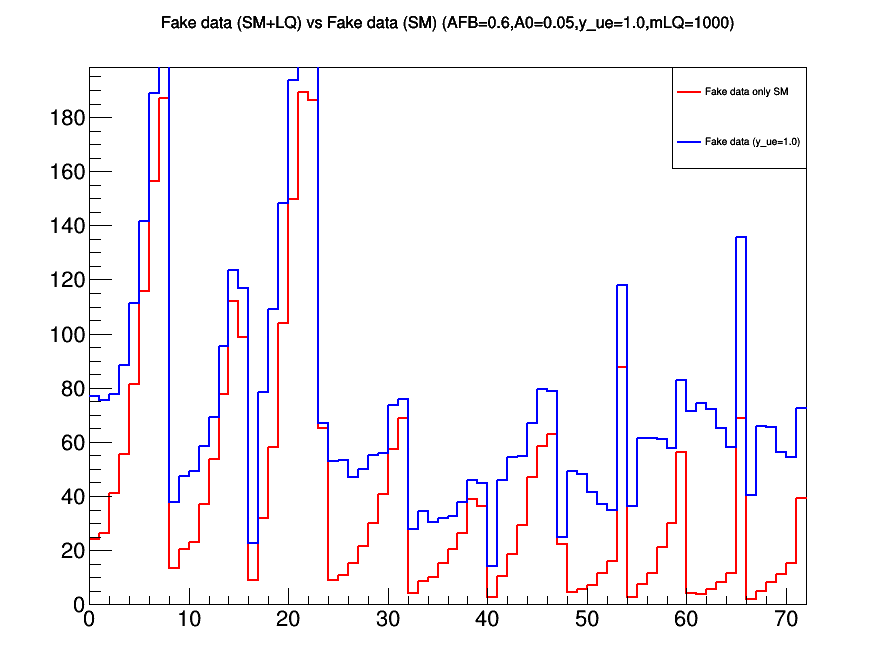 Fake data (SM+LQ) vs Fake data (SM) (AFB=0.6,A0=0.05,y_ue=1.0,mLQ=1000)
Fake data only SM
Fake data (y_ue=1.0)
180
160
140
120
100
80
60
40
20
0
0 10 20 30 40 50 60 70